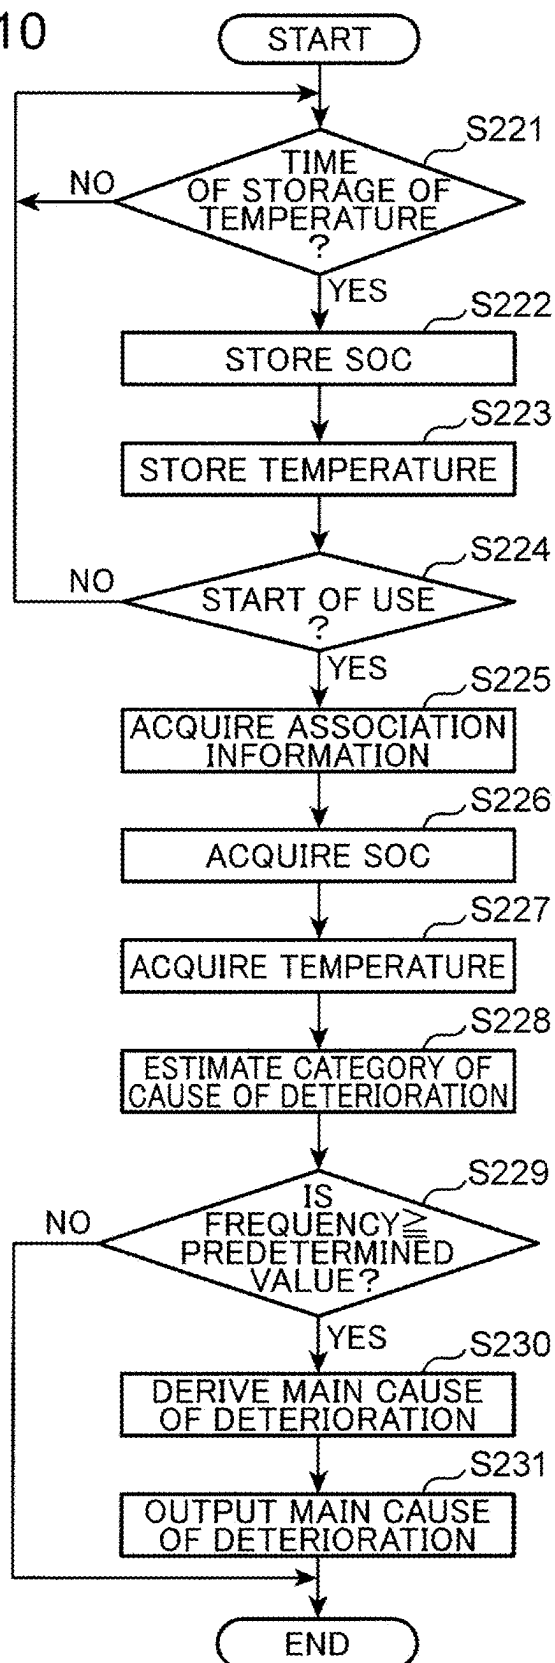 10
START
S221
TIME
OF STORAGE OF
TEMPERATURE
?
NO
YES
S222
STORE SOC
S223
STORE TEMPERATURE
S224
START OF USE
?
NO
YES
S225
ACQUIRE ASSOCIATION
INFORMATION
S226
ACQUIRE SOC
S227
ACQUIRE TEMPERATURE
S228
ESTIMATE CATEGORY OF
CAUSE OF DETERIORATION
S229
IS
FREQUENCY≧
PREDETERMINED
VALUE?
NO
YES
S230
DERIVE MAIN CAUSE
OF DETERIORATION
S231
OUTPUT MAIN CAUSE
OF DETERIORATION
END